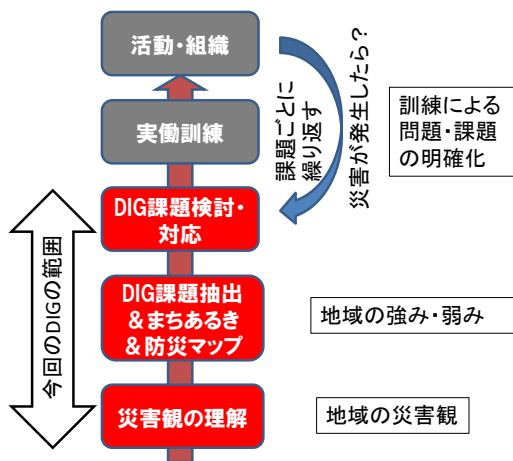 活動・組織
実働訓練
DIG課題検討・
対応
DIG課題抽出
&まちあるき
&防災マップ
災害観の理解
今回のDIGの範囲
課題ごとに
繰り返す
災害が発生したら?
訓練による
問題・課題
の明確化
地域の強み・弱み
地域の災害観